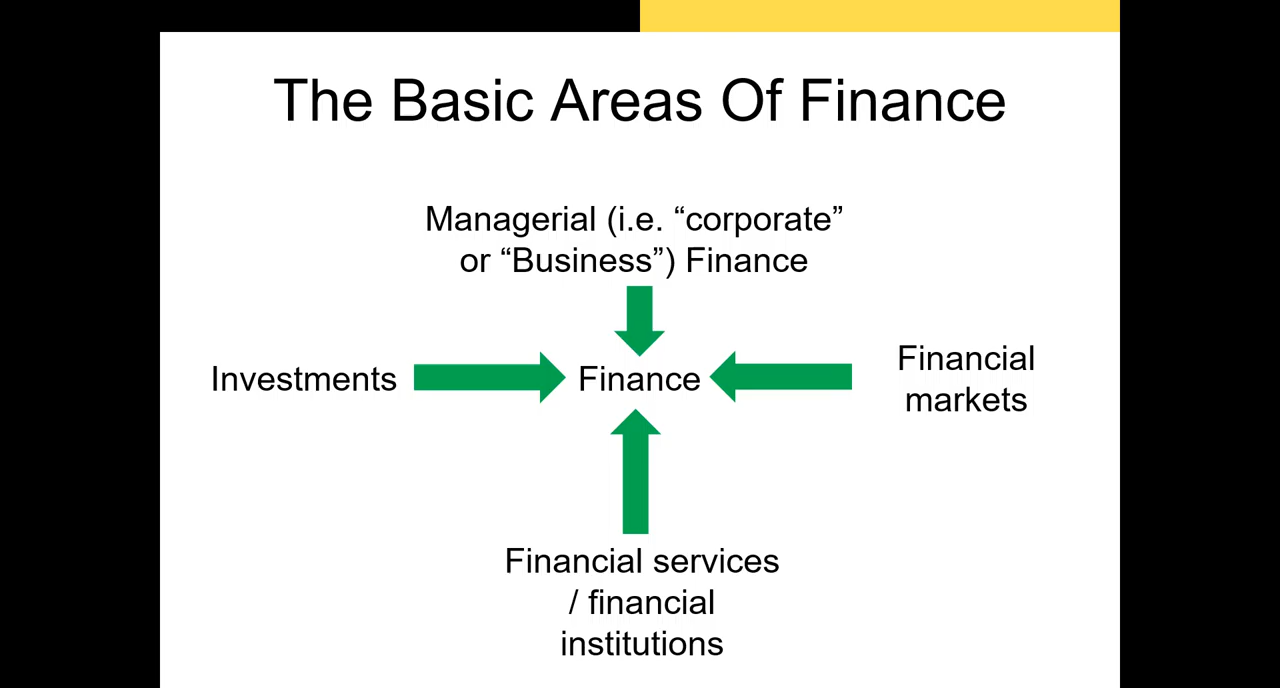 The Basic Areas Of Finance
Managerial (i.e. “corporate”
or “Business”) Finance
Investments
Finance
Financial
markets
Financial services
/ financial
institutions